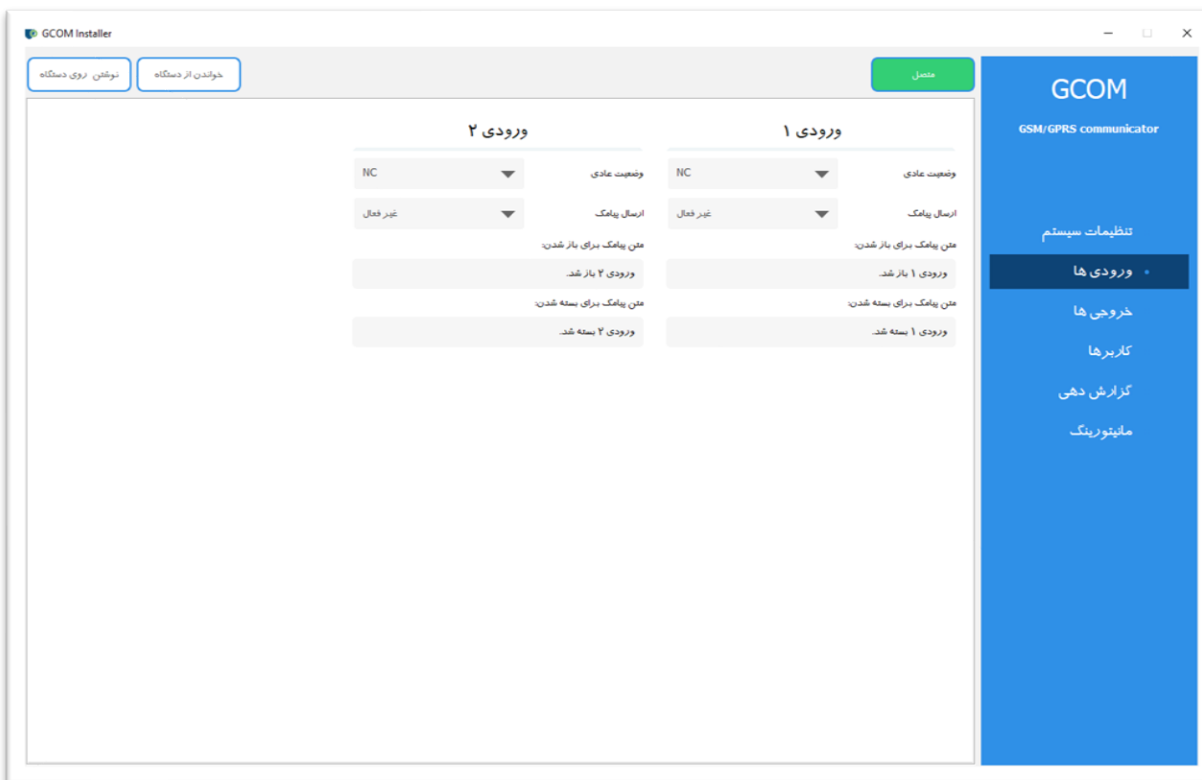 GCOM Installer
متصل
خواندن از دستگاه
نوشتن روی دستگاه
GCOM
GSM/GPRS communicator
تنظیمات سیستم
ورودی ها
خروجی ها
کاربرها
گزارش دهی
مانیتورینگ
ورودی ۱
وضعیت عادی
NC
ارسال پیامک
غیر فعال
متن پیامک برای باز شدن:
ورودی ۱ باز شد.
متن پیامک برای بسته شدن:
ورودی ۱ بسته شد.
ورودی ۲
وضعیت عادی
NC
ارسال پیامک
غیر فعال
متن پیامک برای باز شدن:
ورودی ۲ باز شد.
متن پیامک برای بسته شدن:
ورودی ۲ بسته شد.